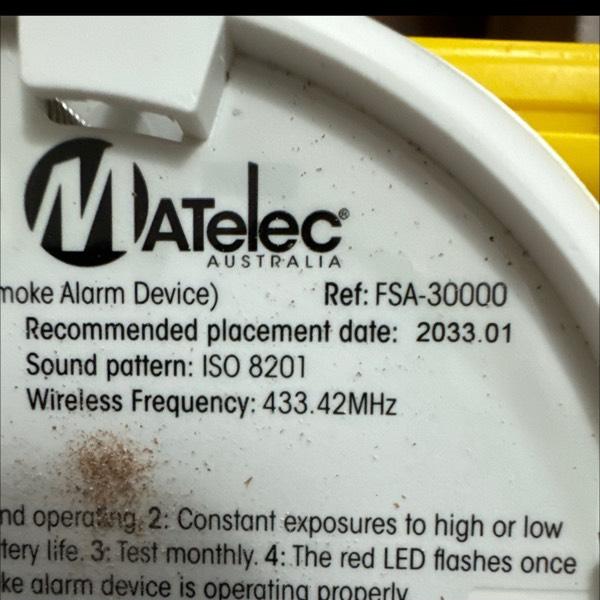 MATelec®
AUSTRALIA
moke Alarm Device) Ref: FSA-30000
Recommended placement date: 2033.01
Sound pattern: ISO 8201
Wireless Frequency: 433.42MHz
nd operating. 2: Constant exposures to high or low
tery life. 3: Test monthly. 4: The red LED flashes once
ke alarm device is operating properly